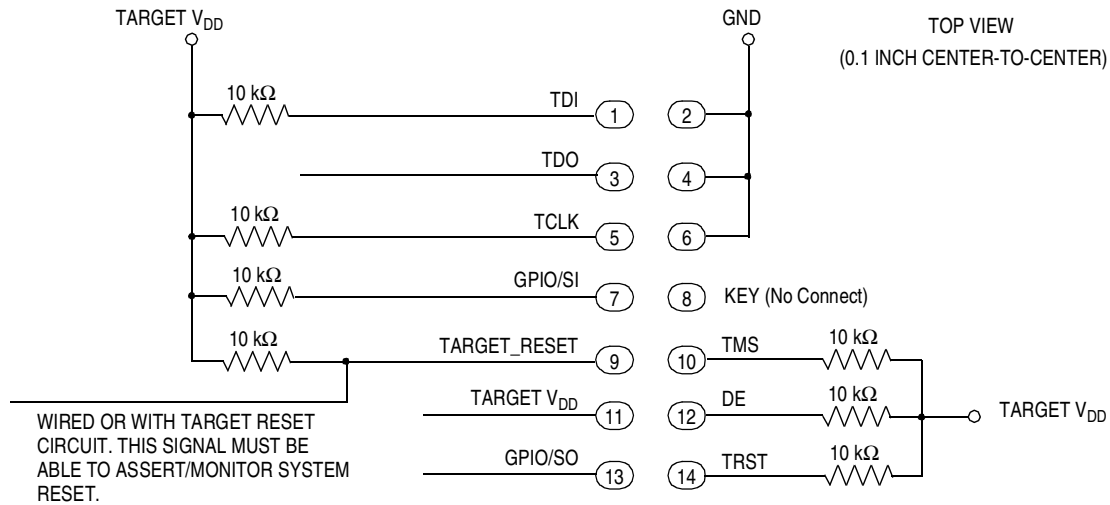 TARGET VDD
GND
TOP VIEW
(0.1 INCH CENTER-TO-CENTER)
10 kΩ
TDI
1
2
TDO
3
4
10 kΩ
TCLK
5
6
10 kΩ
GPIO/SI
7
8
KEY (No Connect)
10 kΩ
TARGET_RESET
9
10
TMS
10 kΩ
TARGET VDD
11
12
DE
10 kΩ
TARGET VDD
WIRED OR WITH TARGET RESET
CIRCUIT. THIS SIGNAL MUST BE
ABLE TO ASSERT/MONITOR SYSTEM
RESET.
GPIO/SO
13
14
TRST
10 kΩ